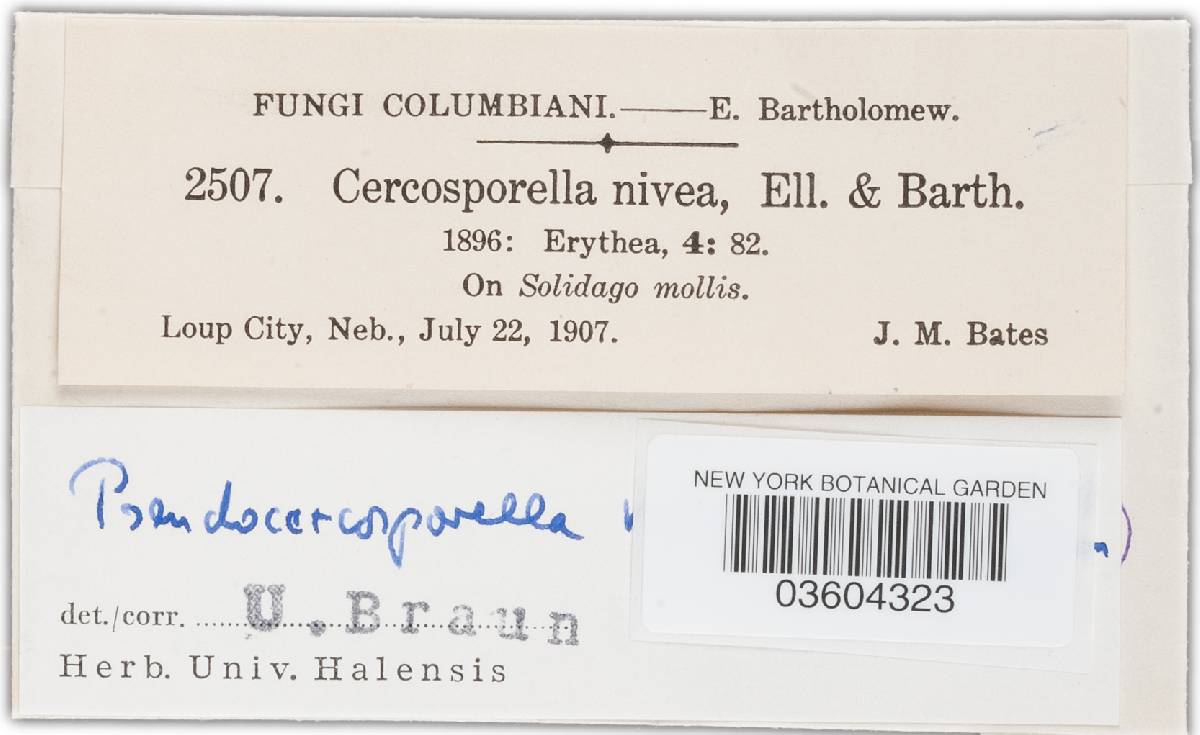 FUNGI COLUMBIANI.——E. Bartholomew.
2507. Cercosporella nivea, Ell. & Barth.
1896: Erythea, 4: 82.
On Solidago mollis.
Loup City, Neb., July 22, 1907. J. M. Bates
Pseudocercosporella
NEW YORK BOTANICAL GARDEN
03604323
det./corr. U. Braun
Herb. Univ. Halensis